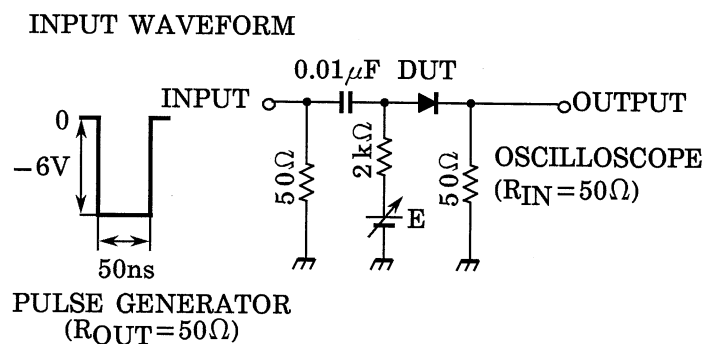 INPUT WAVEFORM
0.01μF DUT
INPUT
OUTPUT
0
−6V
50Ω
2kΩ
50Ω
OSCILLOSCOPE
(RIN=50Ω)
E
50ns
PULSE GENERATOR
(ROUT=50Ω)